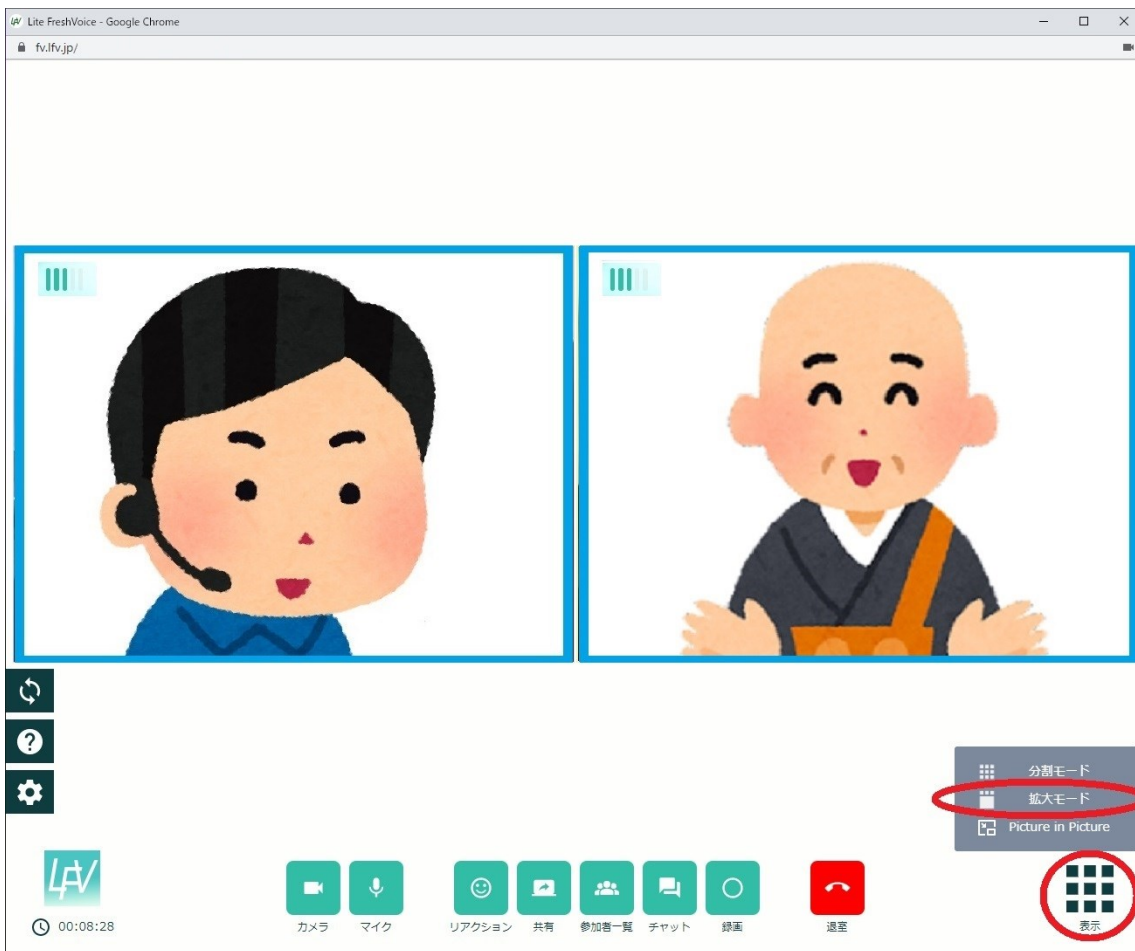 Lite FreshVoice - Google Chrome
fv.lfv.jp/
分割モード
拡大モード
Picture in Picture
LFV
00:08:28
カメラ
マイク
リアクション
共有
参加者一覧
チャット
録画
退室
表示